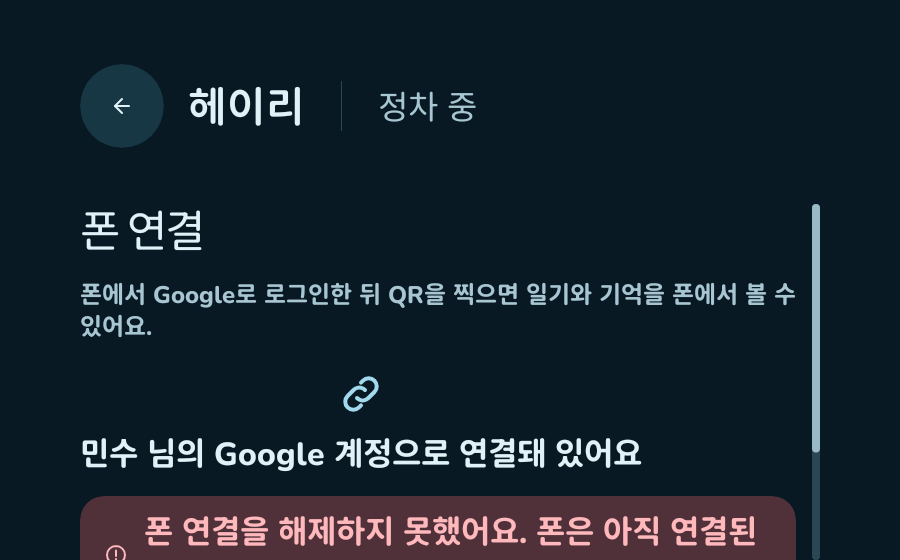 헤이리
정차 중
폰 연결
폰에서 Google로 로그인한 뒤 QR을 찍으면 일기와 기억을 폰에서 볼 수
있어요.
민수 님의 Google 계정으로 연결돼 있어요
폰 연결을 해제하지 못했어요. 폰은 아직 연결된